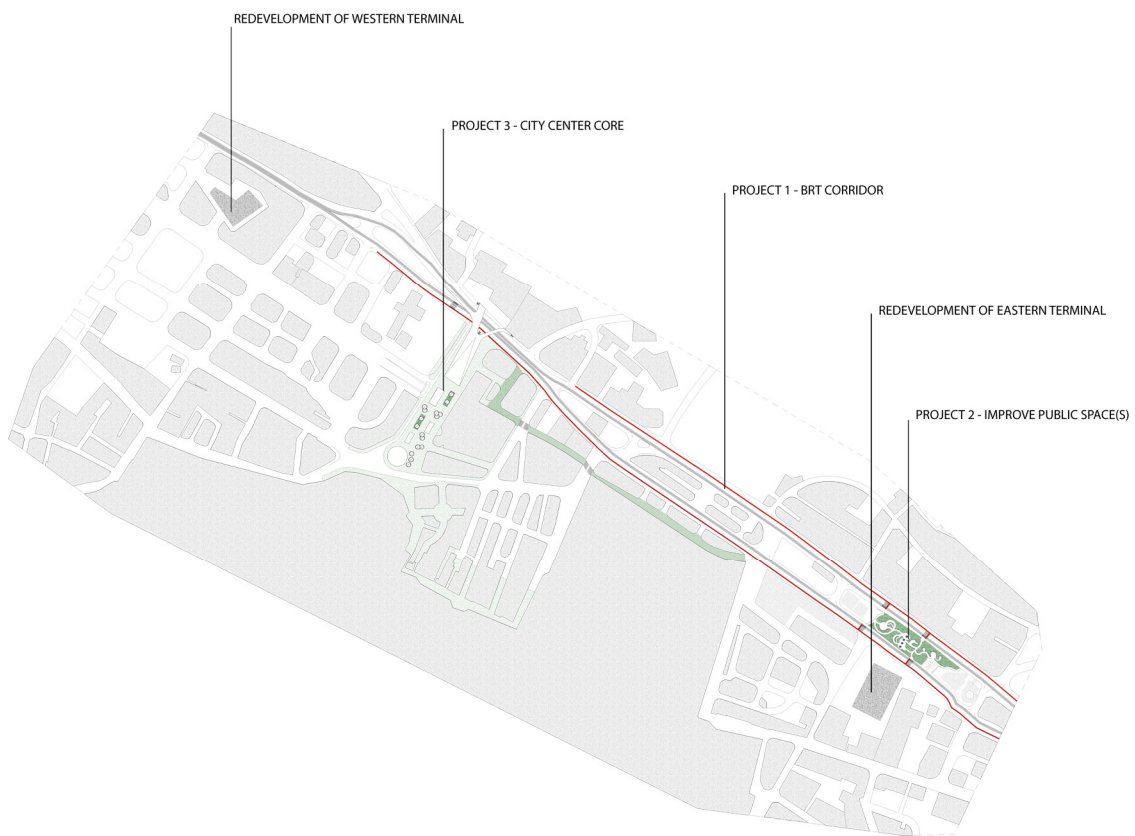 REDEVELOPMENT OF WESTERN TERMINAL
PROJECT 3 - CITY CENTER CORE
PROJECT 1 - BRT CORRIDOR
REDEVELOPMENT OF EASTERN TERMINAL
PROJECT 2 - IMPROVE PUBLIC SPACE(S)